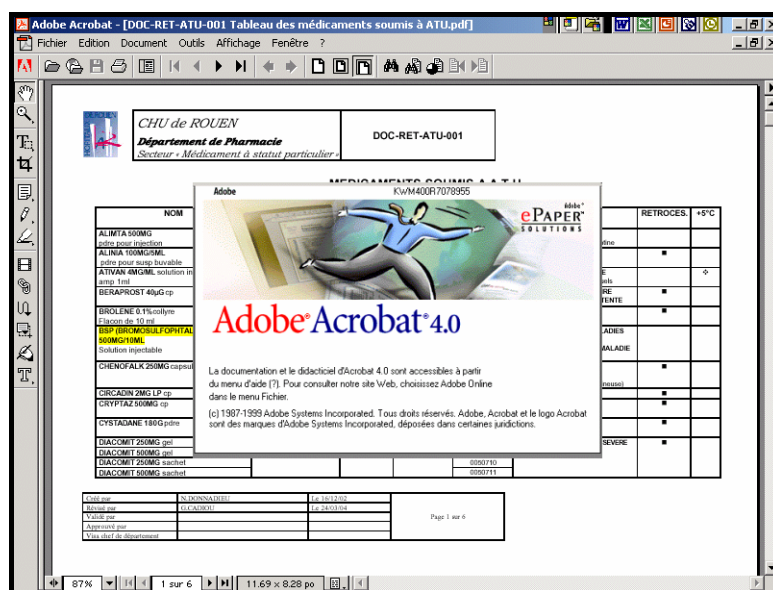 Adobe Acrobat - [DOC-RET-ATU-001 Tableau des médicaments soumis à ATU.pdf]
Fichier Edition Document Outils Affichage Fenêtre ?
CHU de ROUEN
Département de Pharmacie
Secteur « Médicament à statut particulier »
DOC-RET-ATU-001
MEDICAMENTS SOUMIS A A.T.U.
Adobe KWM400R7078955
Adobe
ePAPER
SOLUTIONS
Adobe Acrobat 4.0
La documentation et le didacticiel d'Acrobat 4.0 sont accessibles à partir
du menu d'aide (?). Pour consulter notre site Web, choisissez Adobe Online
dans le menu Fichier.
(c) 1987-1999 Adobe Systems Incorporated. Tous droits réservés. Adobe, Acrobat et le logo Acrobat
sont des marques d'Adobe Systems Incorporated, déposées dans certaines juridictions.
NOM RETROCES. +5°C
ALIMTA 500MG
pdre pour injection
ALINIA 100MG/5ML
pdre pour susp buvable
ATIVAN 4MG/ML solution in
amp 1ml
BERAPROST 40µG cp
BROLENE 0.1% collyre
Flacon de 10 ml
BSP (BROMOSULFOPHTAL
500MG/10ML
Solution injectable
MALADIE
CHENOFALK 250MG capsul
CIRCADIN 2MG LP cp
CRYPTAZ 500MG cp
CYSTADANE 180G pdre
DIACOMIT 250MG gel SEVERE
DIACOMIT 500MG gel
DIACOMIT 250MG sachet 0050710
DIACOMIT 500MG sachet 0050711
Créé par N.DONNADIEU Le 16/12/02
Révisé par G.CADIOU Le 24/03/04
Validé par
Approuvé par
Visa chef de département
Page 1 sur 6
87% 1 sur 6 11.69 x 8.28 po